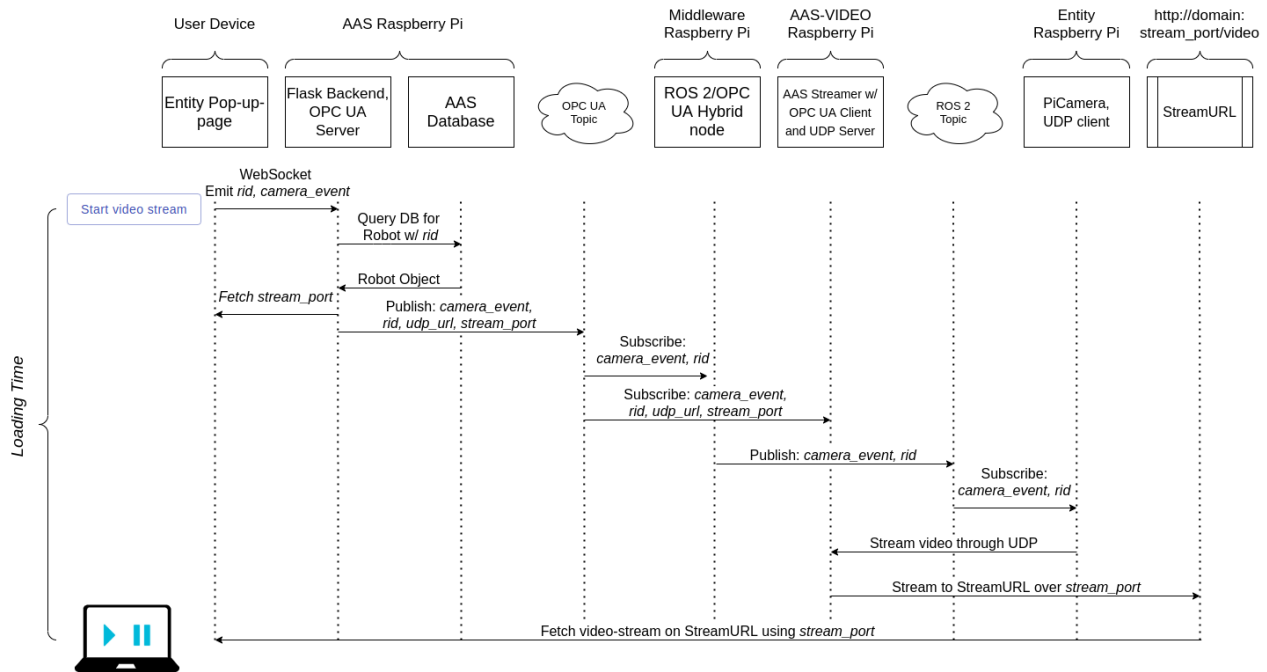 User Device
AAS Raspberry Pi
Middleware
Raspberry Pi
AAS-VIDEO
Raspberry Pi
Entity
Raspberry Pi
http://domain:
stream_port/video
Entity Pop-up-
page
Flask Backend,
OPC UA
Server
AAS
Database
OPC UA
Topic
ROS 2/OPC
UA Hybrid
node
AAS Streamer w/
OPC UA Client
and UDP Server
ROS 2
Topic
PiCamera,
UDP client
StreamURL
WebSocket
Emit rid, camera_event
Start video stream
Query DB for
Robot w/ rid
Robot Object
Fetch stream_port
Publish: camera_event,
rid, udp_url, stream_port
Subscribe:
camera_event, rid
Subscribe: camera_event,
rid, udp_url, stream_port
Publish: camera_event, rid
Subscribe:
camera_event, rid
Stream video through UDP
Stream to StreamURL over stream_port
Fetch video-stream on StreamURL using stream_port
Loading Time